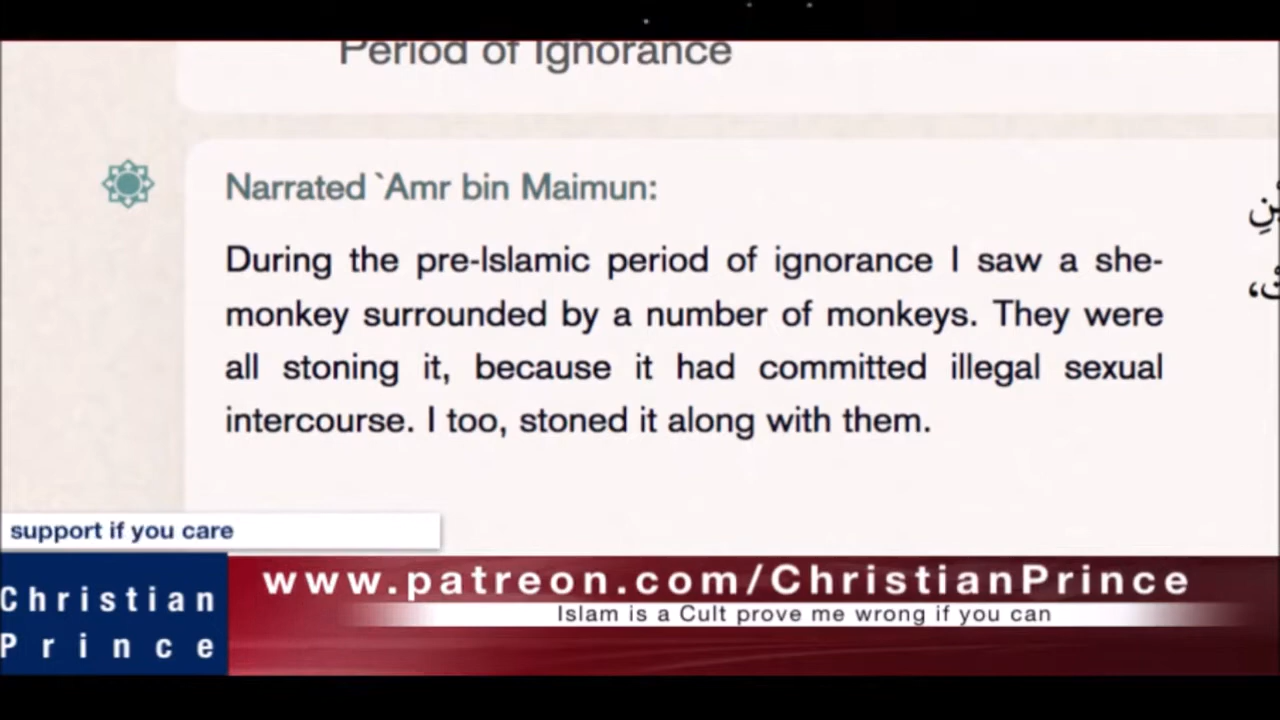 Period of Ignorance
Narrated `Amr bin Maimun:
During the pre-Islamic period of ignorance I saw a she-
monkey surrounded by a number of monkeys. They were
all stoning it, because it had committed illegal sexual
intercourse. I too, stoned it along with them.
support if you care
Christian
Prince
www.patreon.com/ChristianPrince
Islam is a Cult prove me wrong if you can